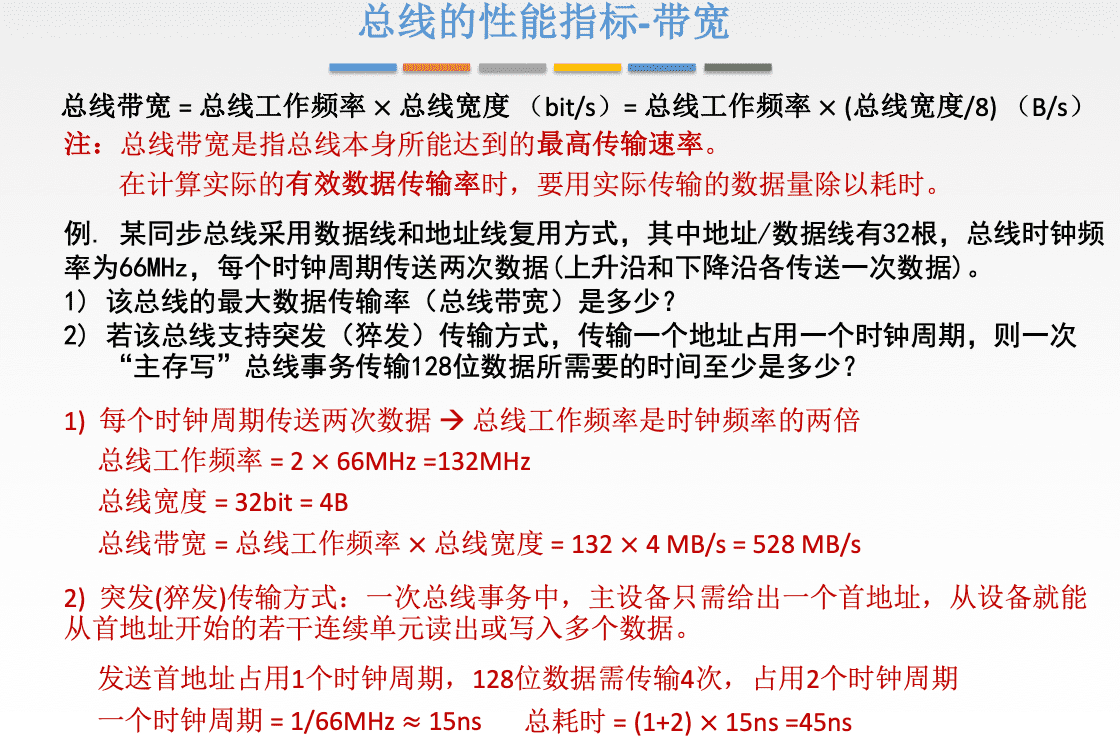 总线的性能指标-带宽
总线带宽 = 总线工作频率 × 总线宽度 （bit/s）= 总线工作频率 × (总线宽度/8) （B/s）
注：总线带宽是指总线本身所能达到的最高传输速率。
在计算实际的有效数据传输率时，要用实际传输的数据量除以耗时。
例. 某同步总线采用数据线和地址线复用方式，其中地址/数据线有32根，总线时钟频
率为66MHz，每个时钟周期传送两次数据(上升沿和下降沿各传送一次数据)。
1) 该总线的最大数据传输率（总线带宽）是多少？
2) 若该总线支持突发（猝发）传输方式，传输一个地址占用一个时钟周期，则一次
“主存写”总线事务传输128位数据所需要的时间至少是多少？
1) 每个时钟周期传送两次数据 → 总线工作频率是时钟频率的两倍
总线工作频率 = 2 × 66MHz =132MHz
总线宽度 = 32bit = 4B
总线带宽 = 总线工作频率 × 总线宽度 = 132 × 4 MB/s = 528 MB/s
2) 突发(猝发)传输方式：一次总线事务中，主设备只需给出一个首地址，从设备就能
从首地址开始的若干连续单元读出或写入多个数据。
发送首地址占用1个时钟周期，128位数据需传输4次，占用2个时钟周期
一个时钟周期 = 1/66MHz ≈ 15ns 总耗时 = (1+2) × 15ns =45ns